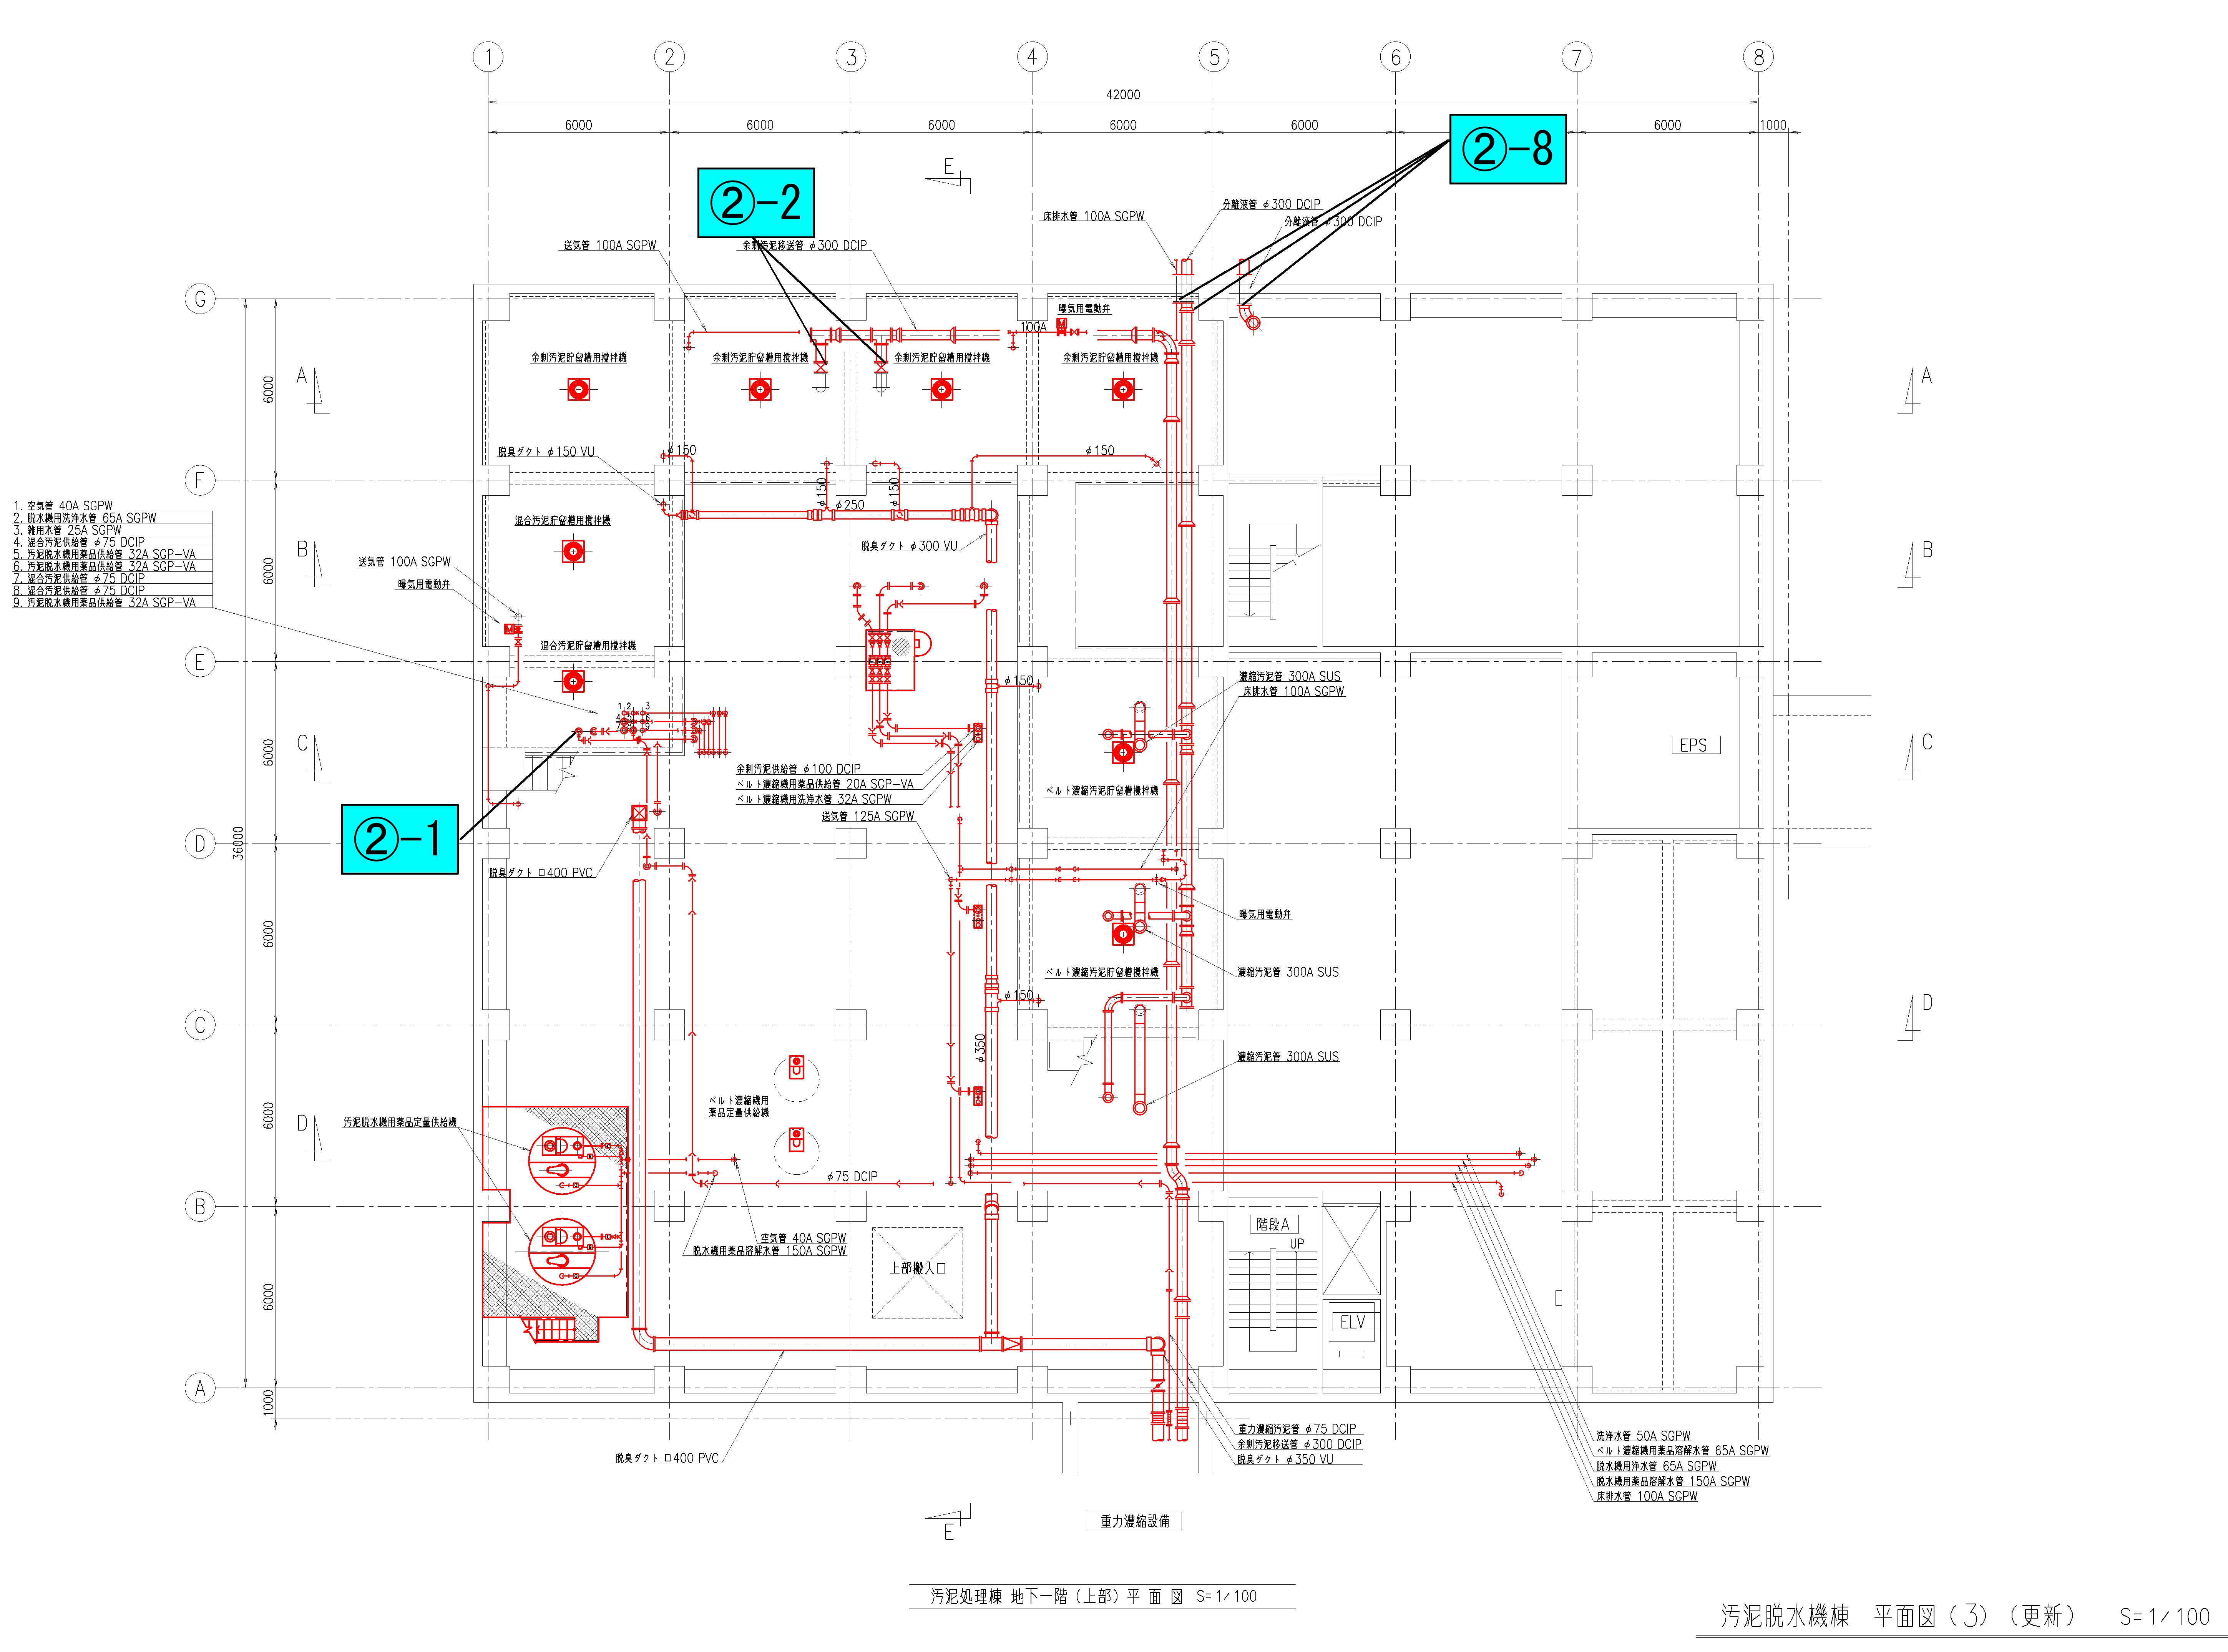 1 2 3 4 5 6 7 8
42000
6000 6000 6000 6000 6000 6000 1000
②-8
②-2
E
分離液管 φ300 DCIP
床排水管 100A SGPW
分離液管 φ300 DCIP
送気管 100A SGPW
余剰汚泥移送管 φ300 DCIP
G
曝気用電動弁
100A
余剰汚泥貯留槽用攪拌機
余剰汚泥貯留槽用攪拌機
余剰汚泥貯留槽用攪拌機
余剰汚泥貯留槽用攪拌機
A
6000
A
脱臭ダクト φ150 VU
φ150
φ150
F
φ150
φ150
φ250
1. 空気管 40A SGPW
2. 脱水機用洗浄水管 65A SGPW
3. 雑用水管 25A SGPW
4. 混合汚泥供給管 φ75 DCIP
5. 汚泥脱水機用薬品供給管 32A SGP-VA
6. 汚泥脱水機用薬品供給管 32A SGP-VA
7. 混合汚泥供給管 φ75 DCIP
8. 混合汚泥供給管 φ75 DCIP
9. 汚泥脱水機用薬品供給管 32A SGP-VA
混合汚泥貯留槽用攪拌機
脱臭ダクト φ300 VU
B
6000
B
送気管 100A SGPW
曝気用電動弁
M
混合汚泥貯留槽用攪拌機
E
濃縮汚泥管 300A SUS
床排水管 100A SGPW
φ150
1 2 3
6
9
C
6000
EPS
C
余剰汚泥供給管 φ100 DCIP
ベルト濃縮機用薬品供給管 20A SGP-VA
ベルト濃縮機用洗浄水管 32A SGPW
ベルト濃縮汚泥貯留槽攪拌機
送気管 125A SGPW
②-1
D
36000
脱臭ダクト □400 PVC
曝気用電動弁
6000
ベルト濃縮汚泥貯留槽攪拌機
濃縮汚泥管 300A SUS
φ150
D
C
φ350
濃縮汚泥管 300A SUS
ベルト濃縮機用
薬品定量供給機
D
6000
汚泥脱水機用薬品定量供給機
φ75 DCIP
B
階段A
UP
空気管 40A SGPW
脱水機用薬品溶解水管 150A SGPW
上部搬入口
6000
ELV
A
1000
重力濃縮汚泥管 φ75 DCIP
余剰汚泥移送管 φ300 DCIP
脱臭ダクト φ350 VU
脱臭ダクト □400 PVC
洗浄水管 50A SGPW
ベルト濃縮機用薬品溶解水管 65A SGPW
脱水機用浄水管 65A SGPW
脱水機用薬品溶解水管 150A SGPW
床排水管 100A SGPW
E
重力濃縮設備
汚泥処理棟 地下一階（上部）平 面 図 S=1/100
汚泥脱水機棟 平面図（3）（更新） S=1/100